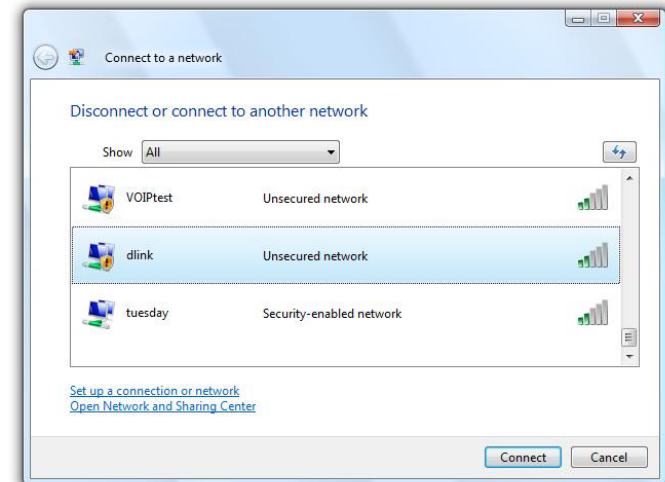 Connect to a network
Disconnect or connect to another network
Show All
VOIPtest Unsecured network
dlink Unsecured network
tuesday Security-enabled network
Set up a connection or network
Open Network and Sharing Center
Connect Cancel